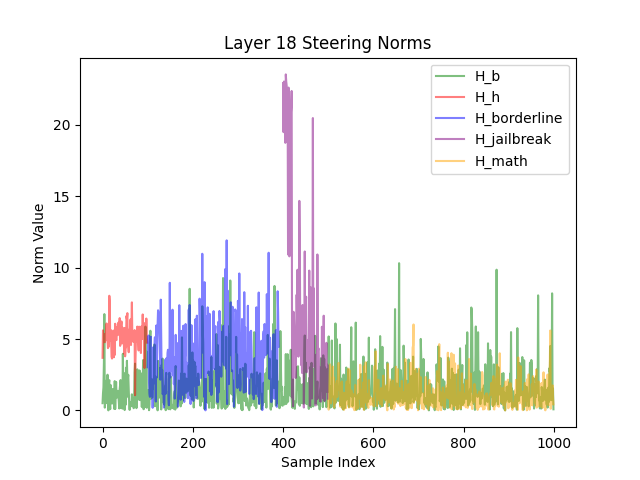 Layer 18 Steering Norms
H_b
H_h
H_borderline
H_jailbreak
H_math
Norm Value
20
15
10
5
0
0
200
400
600
800
1000
Sample Index